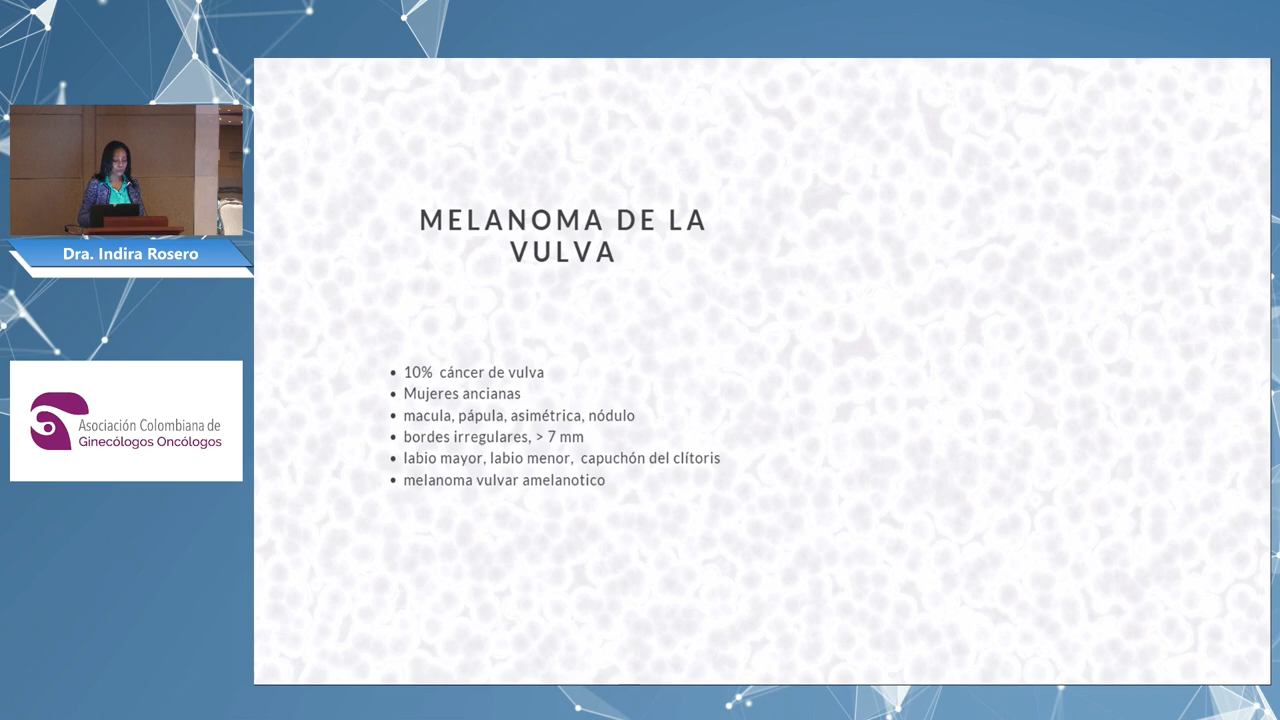 MELANOMA DE LA
VULVA
Dra. Indira Rosero
• 10% cáncer de vulva
• Mujeres ancianas
• macula, pápula, asimétrica, nódulo
• bordes irregulares, > 7 mm
• labio mayor, labio menor, capuchón del clítoris
• melanoma vulvar amelanotico
Asociación Colombiana de
Ginecólogos Oncólogos